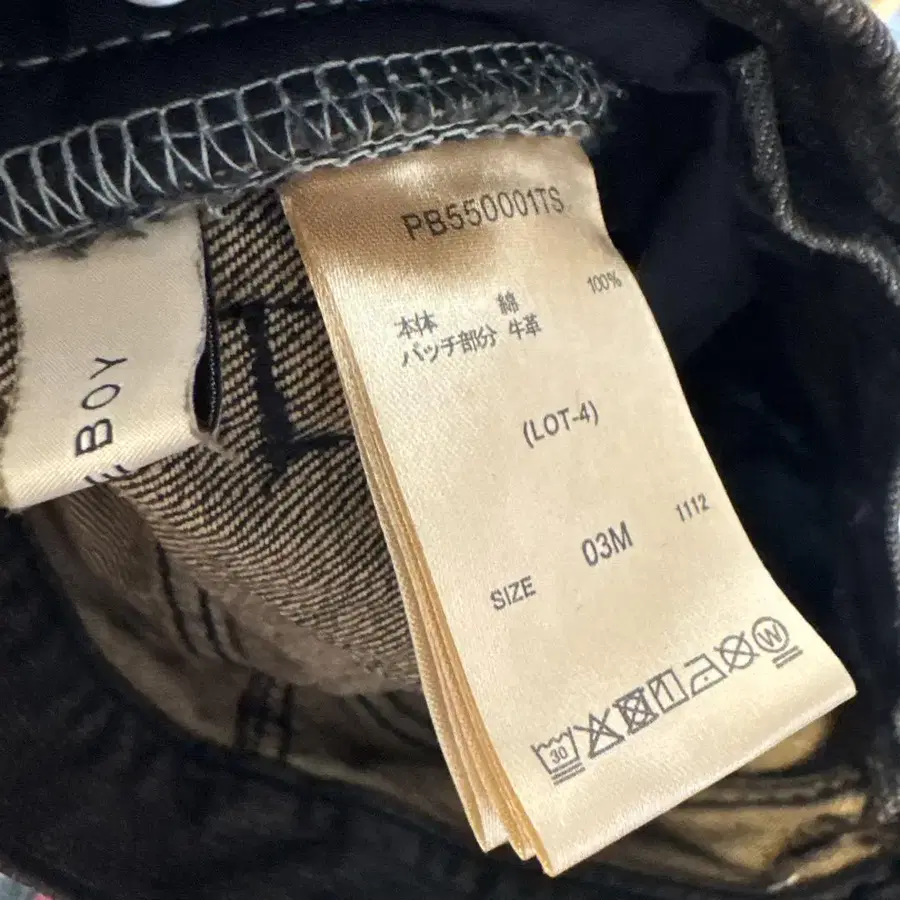 BOY
PB550001TS
本体 綿 100%
パッチ部分 牛革
(LOT-4)
SIZE 03M 1112
30
W